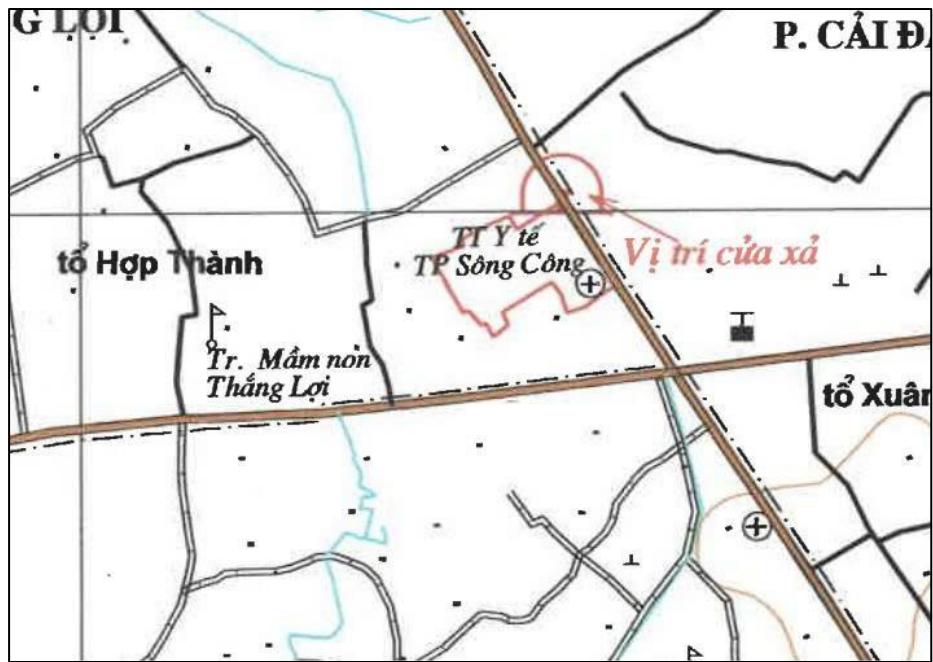 G LỢI
P. CẢI Đ
TT Y tế
TP Sông Công
Vị trí cửa xả
tổ Hợp Thành
Tr. Mầm non
Thắng Lợi
tổ Xuân